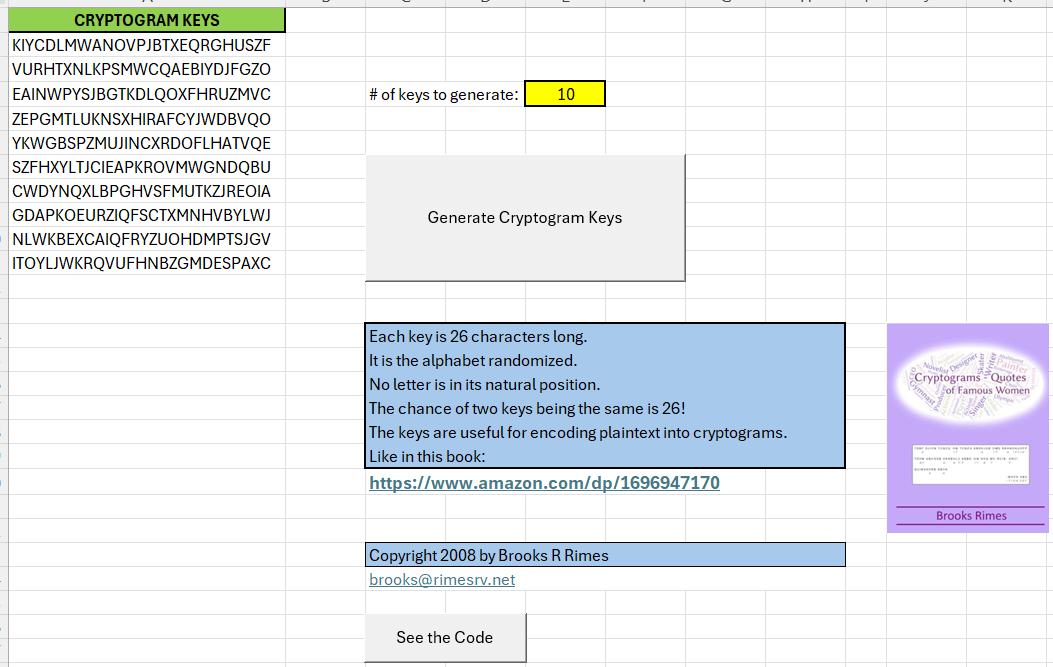 CRYPTOGRAM KEYS
KIYCDLMWANOVPJBTXEQRGHUSZF
VURHTXNLKPSMWCQAEBIYDJFGZO
EAINWPYSJBGTKDLQOXFHRUZMVC
ZEPGMTLUKNSXHIRAFCYJWDBVQO
YKWGBSPZMUJINCXRDOFLHATVQE
SZFHXYLTJCIEAPKROVMWGNDQBU
CWDYNQXLBPGHVSFMUTKZJREOIA
GDAPKOEURZIQFSCTXMNHVBYLWJ
NLWKBEXCAIQFRYZUOHDMPTSJGV
ITOYLJWKRQVUFHNBZGMDESPAXC
# of keys to generate: 10
Generate Cryptogram Keys
Each key is 26 characters long.
It is the alphabet randomized.
No letter is in its natural position.
The chance of two keys being the same is 26!
The keys are useful for encoding plaintext into cryptograms.
Like in this book:
https://www.amazon.com/dp/1696947170
Cryptograms - Quotes
of Famous Women
Brooks Rimes
Copyright 2008 by Brooks R Rimes
brooks@rimesrv.net
See the Code